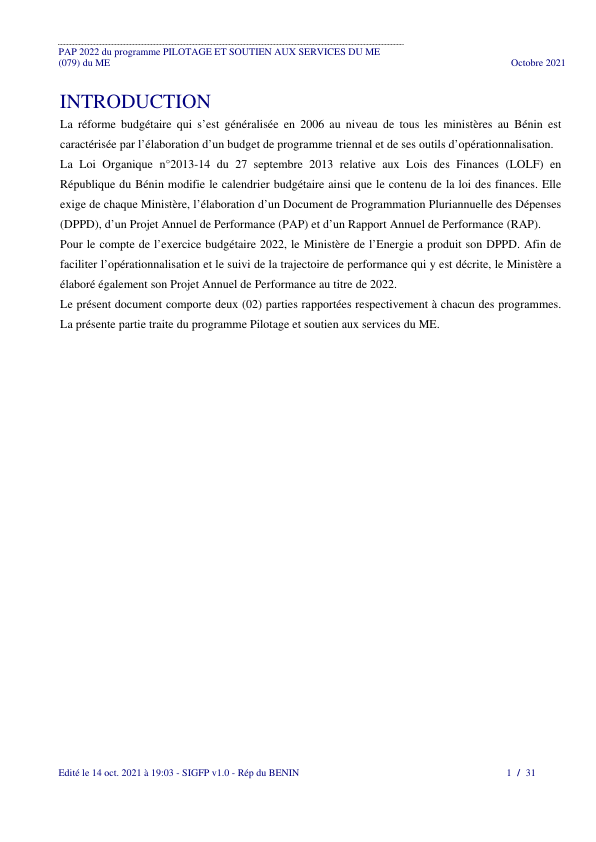 PAP 2022 du programme PILOTAGE ET SOUTIEN AUX SERVICES DU ME
(079) du ME Octobre 2021
INTRODUCTION
La réforme budgétaire qui s’est généralisée en 2006 au niveau de tous les ministères au Bénin est
caractérisée par l’élaboration d’un budget de programme triennal et de ses outils d’opérationnalisation.
La Loi Organique n°2013-14 du 27 septembre 2013 relative aux Lois des Finances (LOLF) en
République du Bénin modifie le calendrier budgétaire ainsi que le contenu de la loi des finances. Elle
exige de chaque Ministère, l’élaboration d’un Document de Programmation Pluriannuelle des Dépenses
(DPPD), d’un Projet Annuel de Performance (PAP) et d’un Rapport Annuel de Performance (RAP).
Pour le compte de l’exercice budgétaire 2022, le Ministère de l’Energie a produit son DPPD. Afin de
faciliter l’opérationnalisation et le suivi de la trajectoire de performance qui y est décrite, le Ministère a
élaboré également son Projet Annuel de Performance au titre de 2022.
Le présent document comporte deux (02) parties rapportées respectivement à chacun des programmes.
La présente partie traite du programme Pilotage et soutien aux services du ME.
Edité le 14 oct. 2021 à 19:03 - SIGFP v1.0 - Rép du BENIN 1 / 31